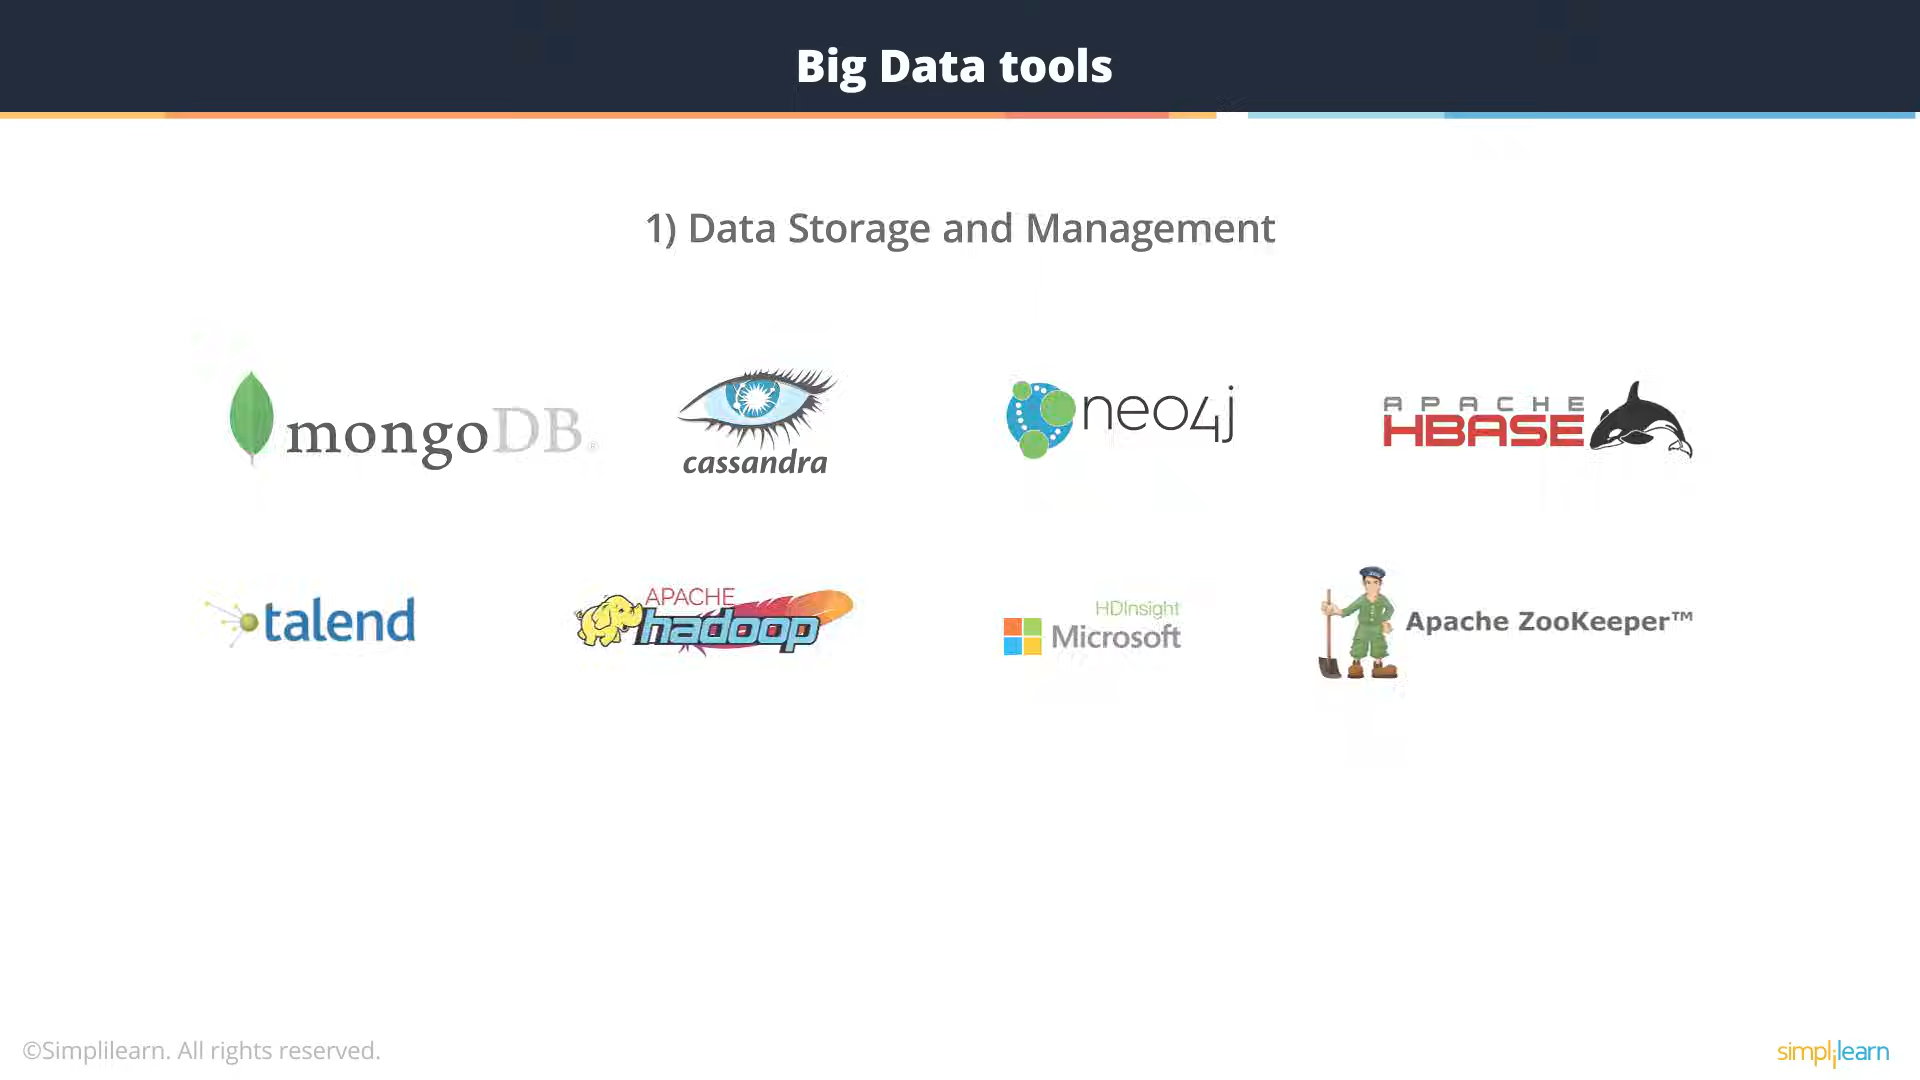 Big Data tools
1) Data Storage and Management
mongoDB®
cassandra
neo4j
APACHE
HBASE
talend
APACHE
hadoop
HDInsight
Microsoft
Apache ZooKeeper™
©Simplilearn. All rights reserved.
simplilearn